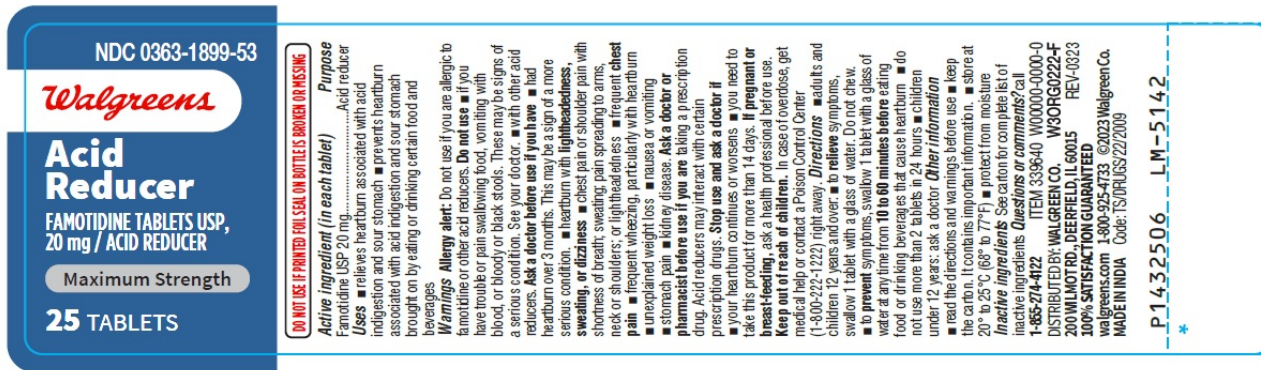 NDC 0363-1899-53
Walgreens
Acid
Reducer
FAMOTIDINE TABLETS USP,
20 mg / ACID REDUCER
Maximum Strength
25 TABLETS
DO NOT USE IF PRINTED FOIL SEAL ON BOTTLE IS BROKEN OR MISSING
Active ingredient (in each tablet) Purpose
Famotidine USP 20 mg..................Acid reducer
Uses ■ relieves heartburn associated with acid
indigestion and sour stomach ■ prevents heartburn
associated with acid indigestion and sour stomach
brought on by eating or drinking certain food and
beverages
Warnings Allergy alert: Do not use if you are allergic to
famotidine or other acid reducers. Do not use ■ if you
have trouble or pain swallowing food, vomiting with
blood, or bloody or black stools. These may be signs of
a serious condition. See your doctor. ■ with other acid
reducers. Ask a doctor before use if you have ■ had
heartburn over 3 months. This may be a sign of a more
serious condition. ■ heartburn with lightheadedness,
sweating, or dizziness ■ chest pain or shoulder pain with
shortness of breath; sweating; pain spreading to arms,
neck or shoulders; or lightheadedness ■ frequent chest
pain ■ frequent wheezing, particularly with heartburn
■ unexplained weight loss ■ nausea or vomiting
■ stomach pain ■ kidney disease. Ask a doctor or
pharmacist before use if you are taking a prescription
drug. Acid reducers may interact with certain
prescription drugs. Stop use and ask a doctor if
■ your heartburn continues or worsens ■ you need to
take this product for more than 14 days. If pregnant or
breast-feeding, ask a health professional before use.
Keep out of reach of children. In case of overdose, get
medical help or contact a Poison Control Center
(1-800-222-1222) right away. Directions ■ adults and
children 12 years and over: ■ to relieve symptoms,
swallow 1 tablet with a glass of water. Do not chew.
■ to prevent symptoms, swallow 1 tablet with a glass of
water at any time from 10 to 60 minutes before eating
food or drinking beverages that cause heartburn ■ do
not use more than 2 tablets in 24 hours ■ children
under 12 years: ask a doctor Other information
■ read the directions and warnings before use ■ keep
the carton. It contains important information. ■ store at
20° to 25°C (68° to 77°F) ■ protect from moisture
Inactive ingredients See carton for complete list of
inactive ingredients Questions or comments? call
1-855-274-4122 ITEM 339640 W00000-0000-0
DISTRIBUTED BY: WALGREEN CO. W3ORG0222-F
200 WILMOT RD., DEERFIELD, IL 60015 REV-0323
100% SATISFACTION GUARANTEED
walgreens.com 1-800-925-4733 ©2023 Walgreen Co.
MADE IN INDIA Code: TS/DRUGS/22/2009
P1432506 LM-5142
*